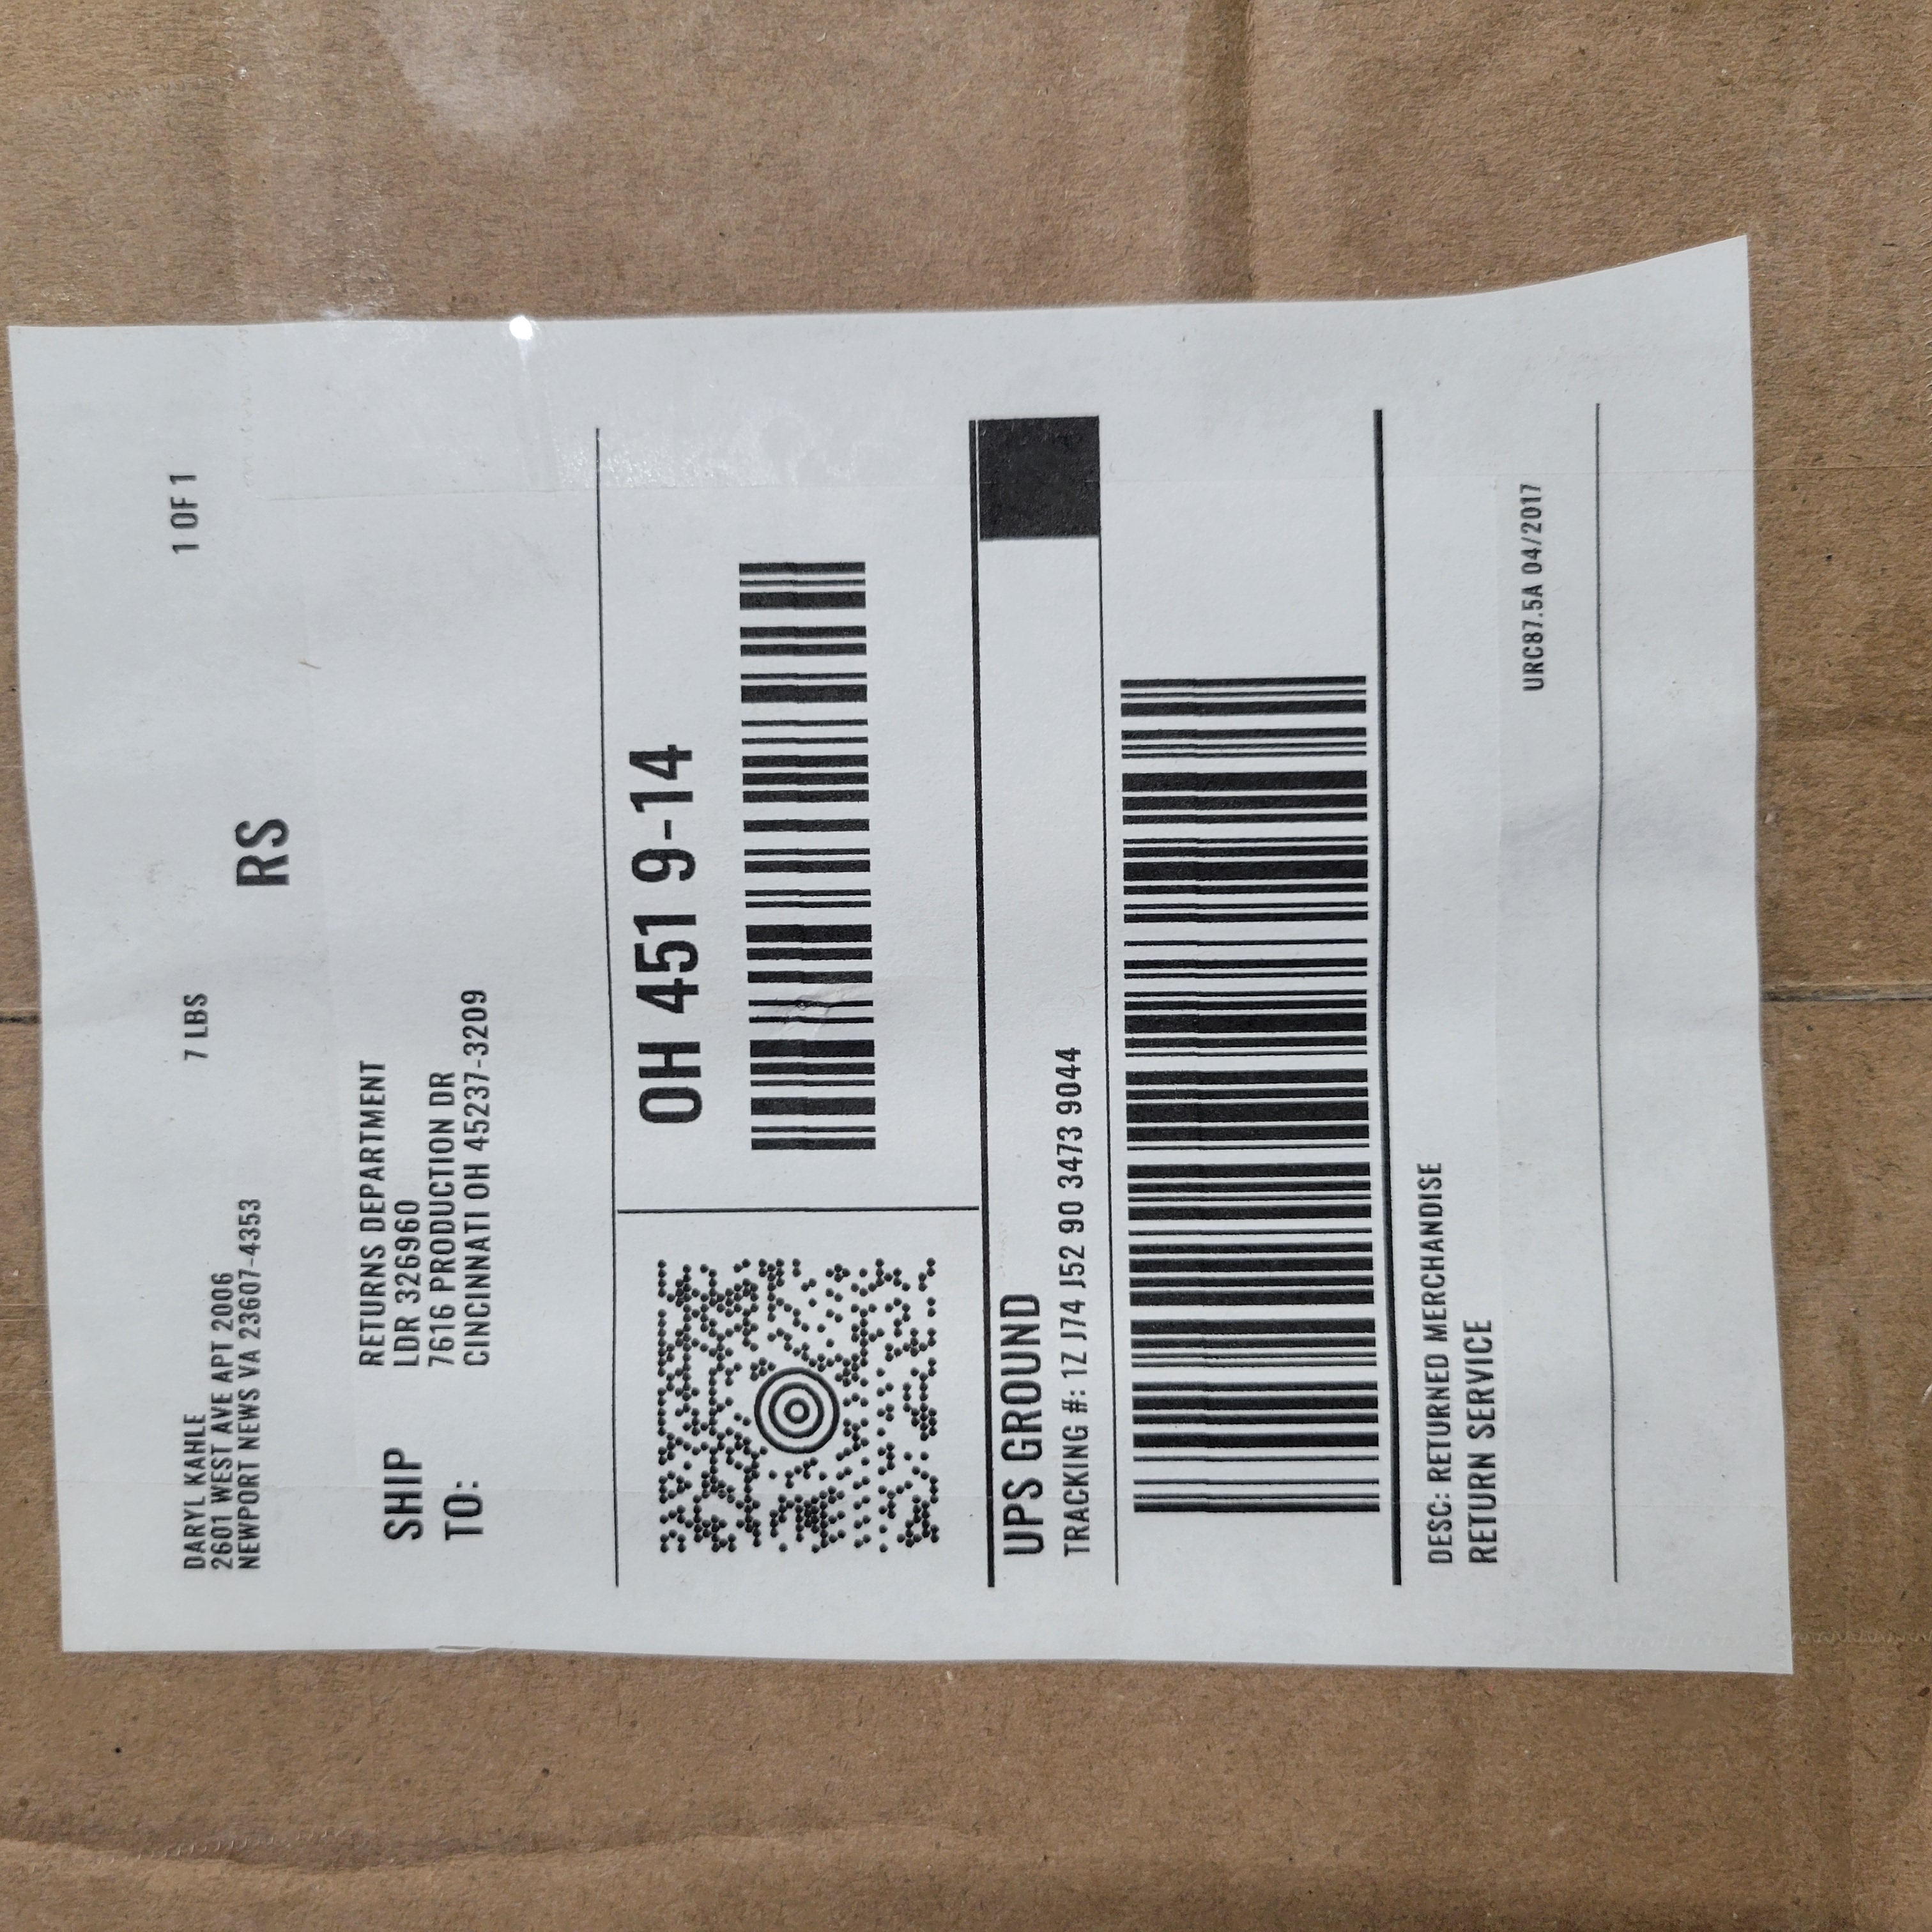 DARYL KAHLE
2601 WEST AVE APT 2006
NEWPORT NEWS VA 23607-4353
7 LBS
1 OF 1
RS
SHIP
TO:
RETURNS DEPARTMENT
LDR 326960
7616 PRODUCTION DR
CINCINNATI OH 45237-3209
OH 451 9-14
UPS GROUND
TRACKING #: 1Z J74 J52 90 3473 9044
DESC: RETURNED MERCHANDISE
RETURN SERVICE
URC87.5A 04/2017